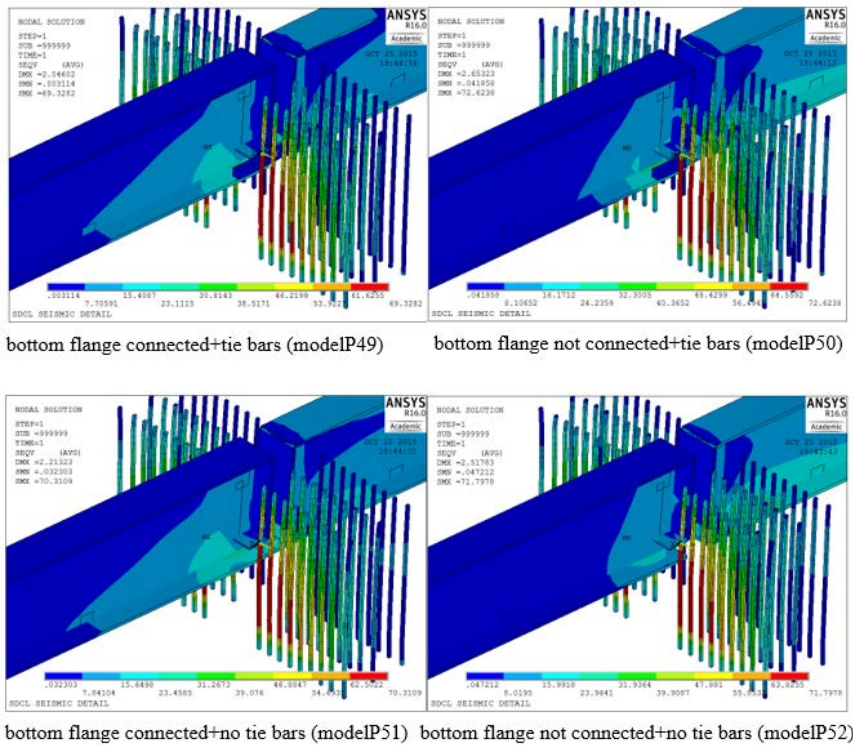 NODAL SOLUTION
STEP=1
SUB =999999
TIME=1
SEQV (AVG)
DMX =2.04602
SMN =.003114
SMX =69.3282
ANSYS
R16.0
Academic
OCT 25 2015
MX
.003114
7.70591
15.4087
23.1115
30.8143
38.5171
46.2199
61.6255
69.3282
SDCL SEISMIC DETAIL
NODAL SOLUTION
STEP=1
SUB =999999
TIME=1
SEQV (AVG)
DMX =2.65323
SMN =.041858
SMX =72.6238
ANSYS
R16.0
Academic
OCT 25 2015
MX
.041858
8.10652
16.1712
24.2359
32.3005
40.3652
48.4299
64.5592
72.6238
SDCL SEISMIC DETAIL
bottom flange connected+tie bars (modelP49)
bottom flange not connected+tie bars (modelP50)
NODAL SOLUTION
STEP=1
SUB =999999
TIME=1
SEQV (AVG)
DMX =2.21323
SMN =.032303
SMX =70.3109
ANSYS
R16.0
Academic
OCT 25 2015
MX
.032303
7.84104
15.6498
23.4585
31.2673
39.076
46.8847
62.5022
70.3109
SDCL SEISMIC DETAIL
NODAL SOLUTION
STEP=1
SUB =999999
TIME=1
SEQV (AVG)
DMX =2.51783
SMN =.047212
SMX =71.7978
ANSYS
R16.0
Academic
OCT 25 2015
MX
.047212
8.0195
15.9918
23.9641
31.9364
39.9087
47.881
63.8255
71.7978
SDCL SEISMIC DETAIL
bottom flange connected+no tie bars (modelP51)
bottom flange not connected+no tie bars (modelP52)